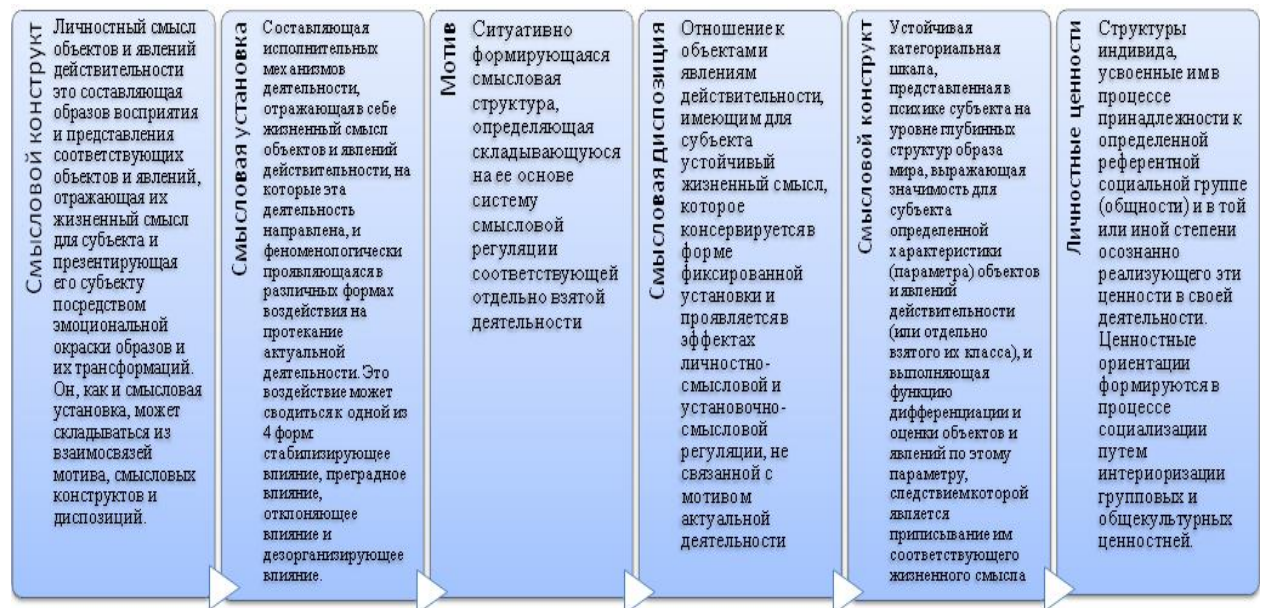 Смысловой конструкт
Личностный смысл
объектов и явлений
действительности
это составляющая
образов восприятия
и представления
соответствующих
объектов и явлений,
отражающая их
жизненный смысл
для субъекта и
презентирующая
его субъекту
посредством
эмоциональной
окраски образов и
их трансформаций.
Он, как и смысловая
установка, может
складываться из
взаимосвязей
мотива, смысловых
конструктов и
диспозиций.
Смысловая установка
Составляющая
исполнительных
механизмов
деятельности,
отражающая в себе
жизненный смысл
объектов и явлений
действительности, на
которые эта
деятельность
направлена, и
феноменологически
проявляющаяся в
различных формах
воздействия на
протекание
актуальной
деятельности. Это
воздействие может
сводиться к одной из
4 форм:
стабилизирующее
влияние, преградное
влияние,
отклоняющее
влияние и
дезорганизирующее
влияние.
Мотив
Ситуативно
формирующаяся
смысловая
структура,
определяющая
складывающуюся
на ее основе
систему
смысловой
регуляции
соответствующей
отдельно взятой
деятельности
Смысловая диспозиция
Отношение к
объектами
явлениям
действительности,
имеющим для
субъекта
устойчивый
жизненный смысл,
которое
консервируется в
форме
фиксированной
установки и
проявляется в
эффектах
личностно-
смысловой и
установочно-
смысловой
регуляции, не
связанной с
мотивом
актуальной
деятельности
Смысловой конструкт
Устойчивая
категориальная
шкала,
представленная в
психике субъекта на
уровне глубинных
структур образа
мира, выражающая
значимость для
субъекта
определенной
характеристики
(параметра) объектов
и явлений
действительности
(или отдельно
взятого их класса), и
выполняющая
функцию
дифференциации и
оценки объектов и
явлений по этому
параметру,
следствием которой
является
приписывание им
соответствующего
жизненного смысла
Личностные ценности
Структуры
индивида,
усвоенные им в
процессе
принадлежности к
определенной
референтной
социальной группе
(общности) и в той
или иной степени
осознанно
реализующего эти
ценности в своей
деятельности.
Ценностные
ориентации
формируются в
процессе
социализации
путем
интериоризации
групповых и
общекультурных
ценностней.